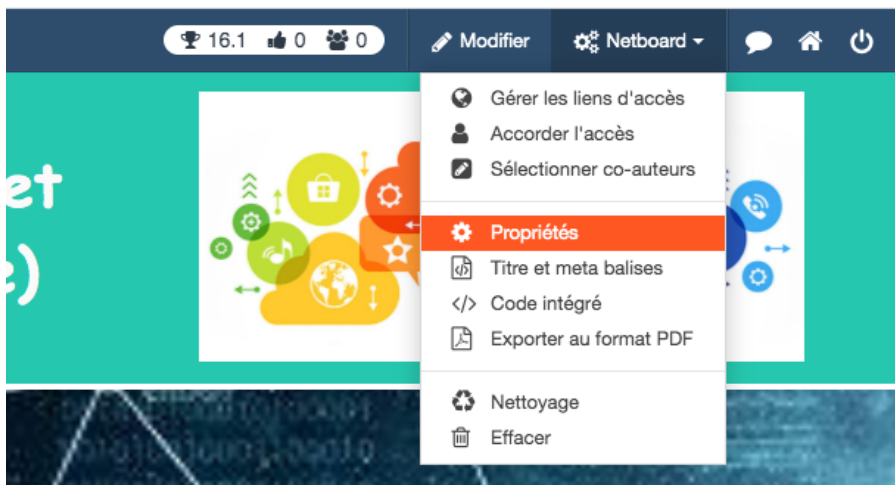 16.1 0 0 Modifier Netboard
Gérer les liens d'accès
Accorder l'accès
Sélectionner co-auteurs
et
Propriétés
:)
Titre et meta balises
</> Code intégré
Exporter au format PDF
Nettoyage
Effacer